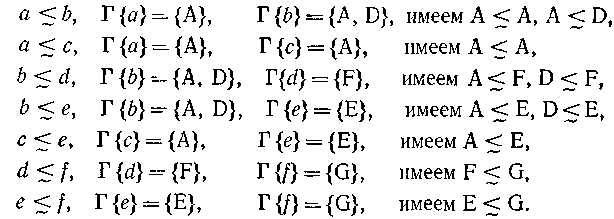 a ≲ b, Γ {a} = {A}, Γ {b} = {A, D}, имеем A ≲ A, A ≲ D,
a ≲ c, Γ {a} = {A}, Γ {c} = {A}, имеем A ≲ A,
b ≲ d, Γ {b} = {A, D}, Γ {d} = {F}, имеем A ≲ F, D ≲ F,
b ≲ e, Γ {b} = {A, D}, Γ {e} = {E}, имеем A ≲ E, D ≲ E,
c ≲ e, Γ {c} = {A}, Γ {e} = {E}, имеем A ≲ E,
d ≲ f, Γ {d} = {F}, Γ {f} = {G}, имеем F ≲ G,
e ≲ f, Γ {e} = {E}, Γ {f} = {G}, имеем E ≲ G.